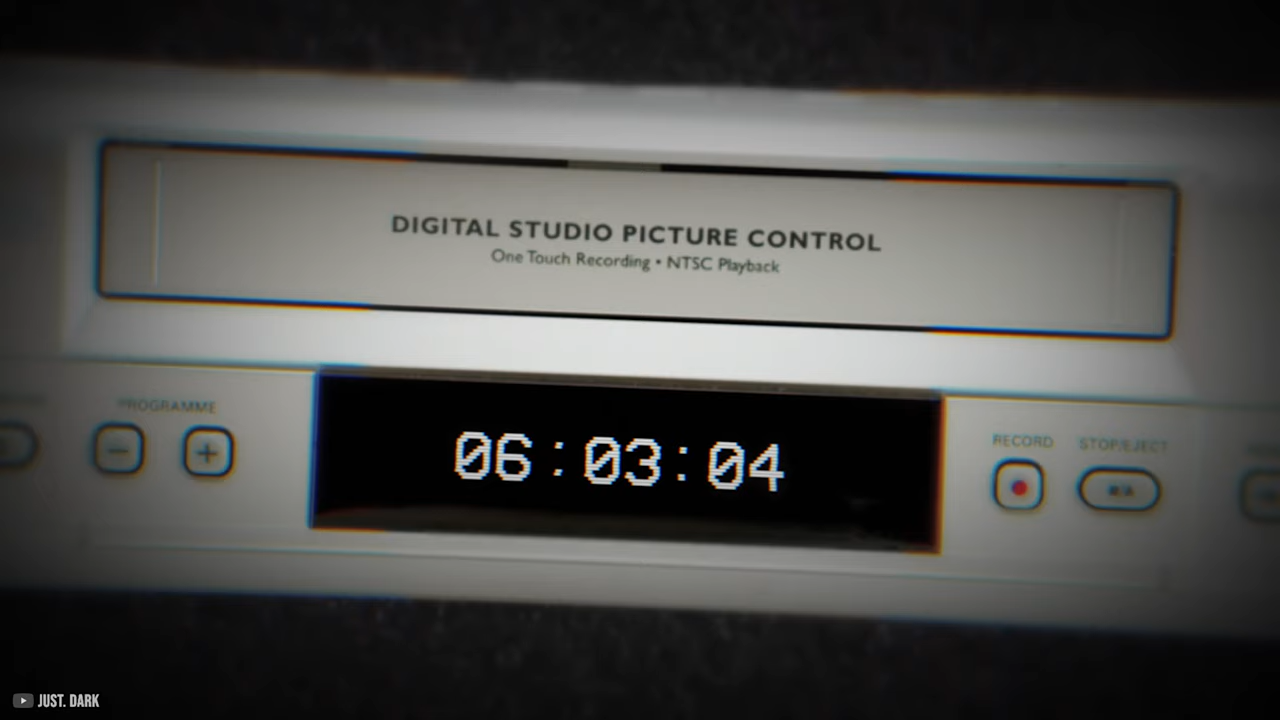 DIGITAL STUDIO PICTURE CONTROL
One Touch Recording • NTSC Playback
PROGRAMME
06:03:04
RECORD STOP/EJECT
JUST. DARK